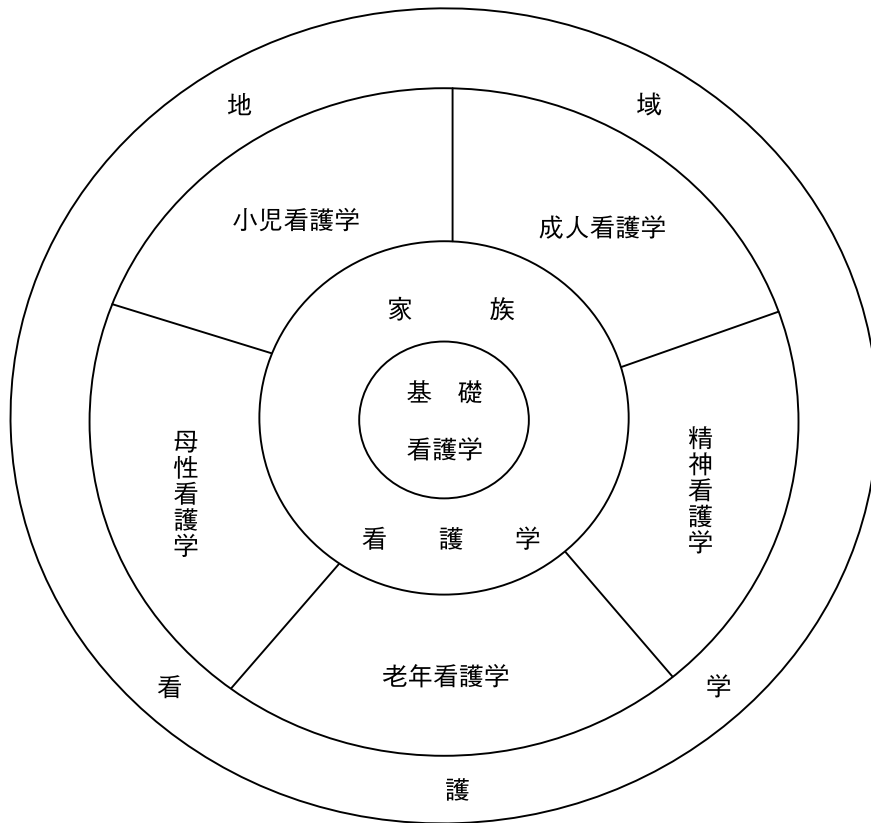 地 域
小児看護学
成人看護学
家 族
基 礎
看護学
母性看護学
精神看護学
看 護 学
老年看護学
看 学
護